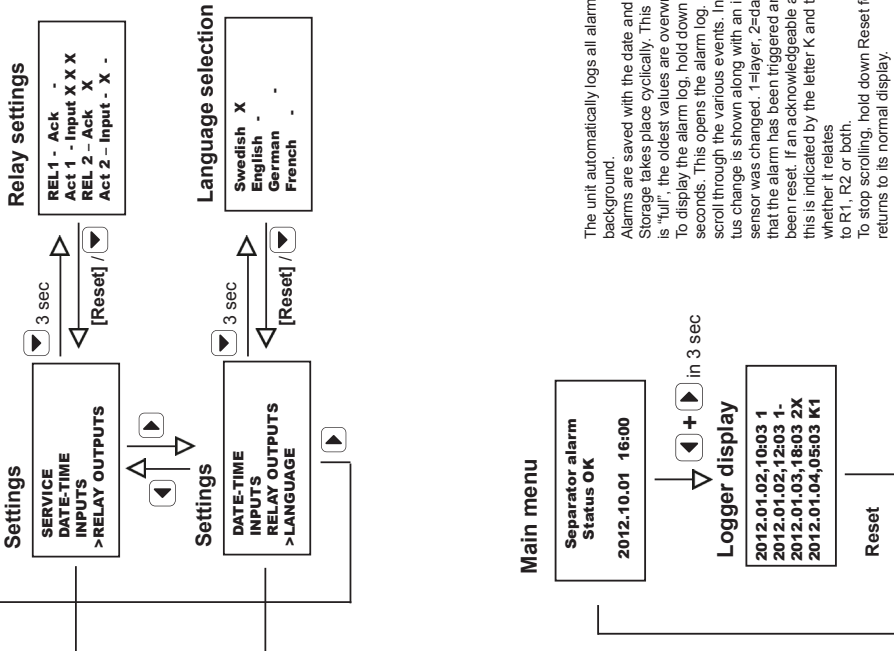 Main menu
Separator alarm
Status OK
2012.10.01 16:00
+ in 3 sec
Logger display
2012.01.02,10:03 1
2012.01.02,12:03 1-
2012.01.03,18:03 2X
2012.01.04,05:03 K1
Reset
The unit automatically logs all alarm
background.
Alarms are saved with the date and
Storage takes place cyclically. This
is “full”, the oldest values are overw
To display the alarm log, hold down
seconds. This opens the alarm log.
scroll through the various events. In
tus change is shown along with an i
sensor was changed. 1=layer, 2=da
that the alarm has been triggered an
been reset. If an acknowledgeable a
this is indicated by the letter K and t
whether it relates
to R1, R2 or both.
To stop scrolling, hold down Reset f
returns to its normal display.
Settings
SERVICE
DATE-TIME
INPUTS
>RELAY OUTPUTS
3 sec
[Reset] /
Relay settings
REL1 - Ack -
Act 1 - Input X X X
REL 2 – Ack X
Act 2 – Input - X -
Settings
DATE-TIME
INPUTS
RELAY OUTPUTS
>LANGUAGE
3 sec
[Reset] /
Language selection
Swedish X
English -
German -
French -